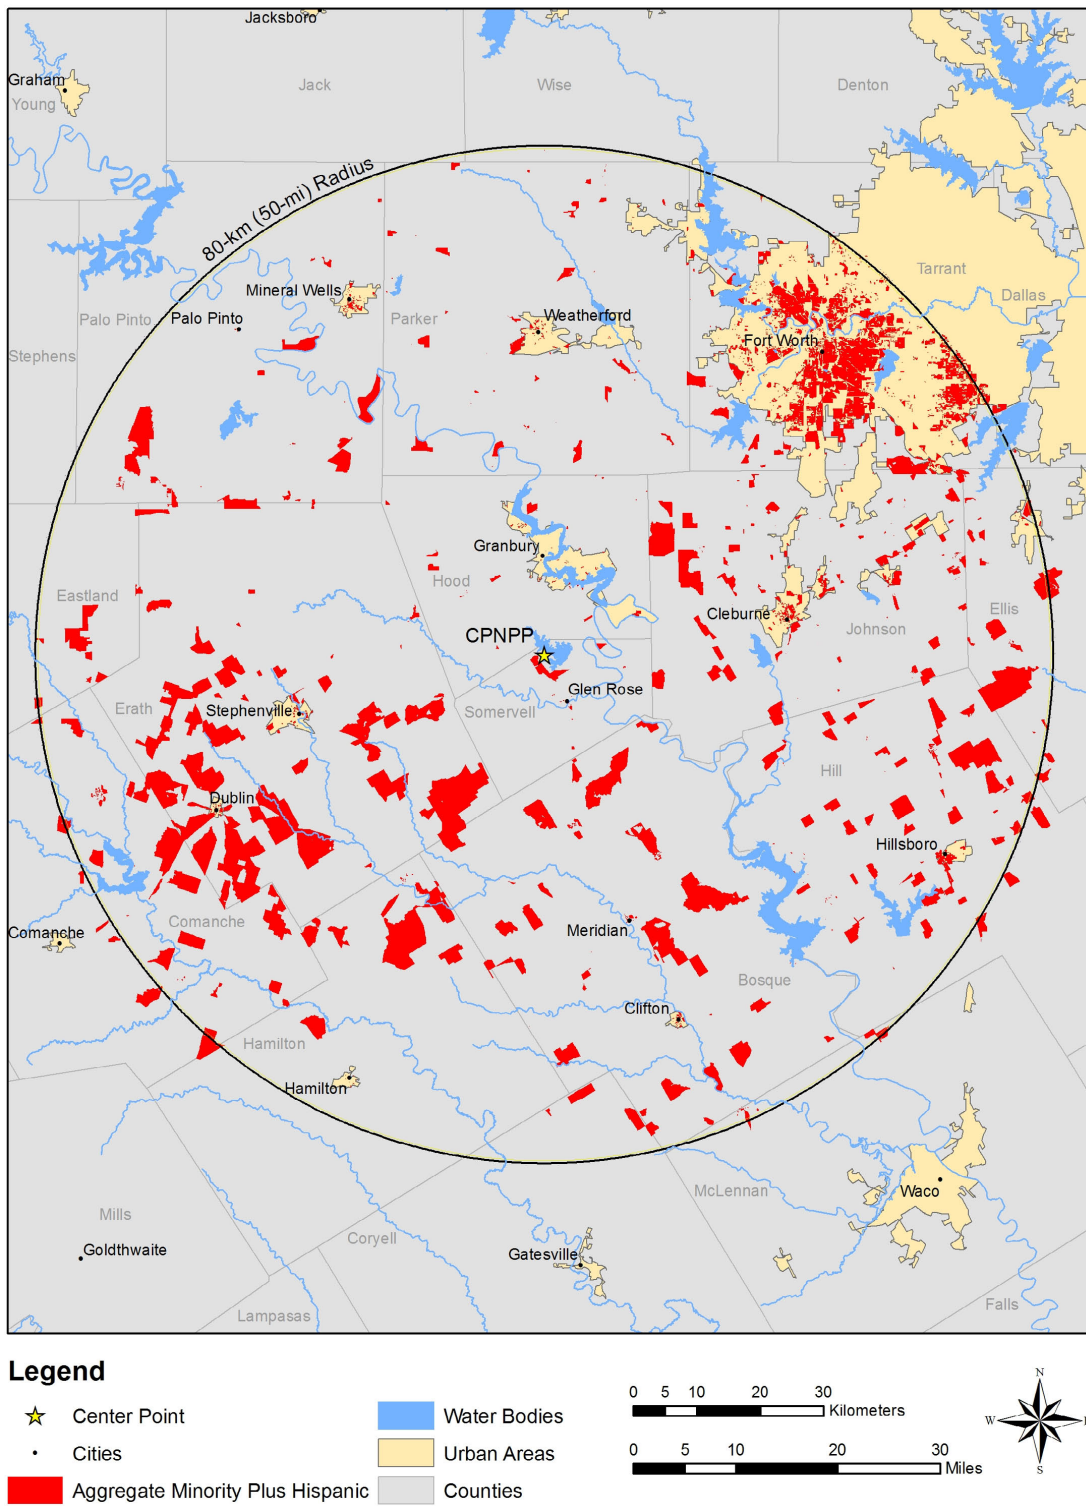 Jacksboro
Graham
Young
Jack
Wise
Denton
80-km (50-mi) Radius
Tarrant
Dallas
Mineral Wells
Palo Pinto
Palo Pinto
Parker
Weatherford
Fort Worth
Stephens
Granbury
Hood
Eastland
Cleburne
Johnson
Ellis
CPNPP
Glen Rose
Erath
Stephenville
Somervell
Hill
Dublin
Hillsboro
Comanche
Comanche
Meridian
Bosque
Clifton
Hamilton
Hamilton
McLennan
Waco
Mills
Goldthwaite
Coryell
Gatesville
Lampasas
Falls
Legend
Center Point
Cities
Aggregate Minority Plus Hispanic
Water Bodies
Urban Areas
Counties
0 5 10 20 30
Kilometers
0 5 10 20 30
Miles
N
W E
S